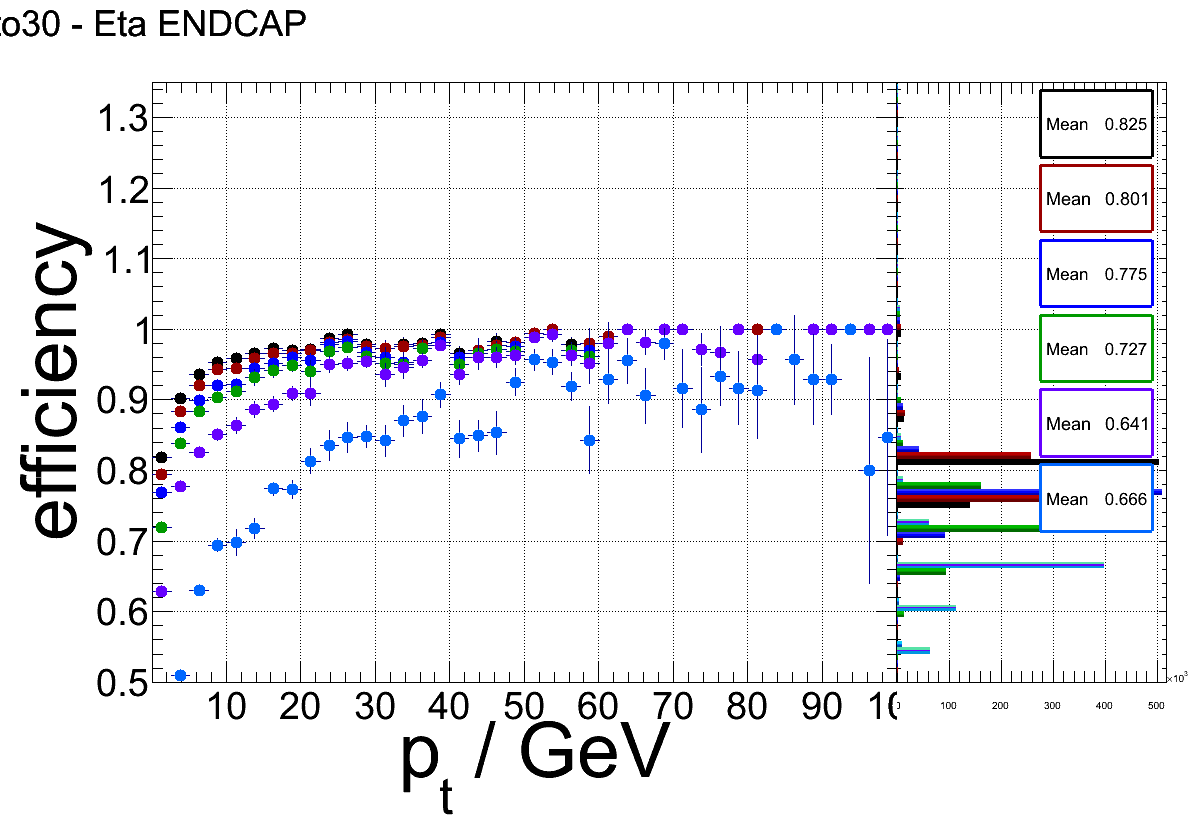 to30 - Eta ENDCAP
1.3
1.2
1.1
1
0.9
0.8
0.7
0.6
0.5
efficiency
10 20 30 40 50 60 70 80 90 10
p_t / GeV
Mean 0.825
Mean 0.801
Mean 0.775
Mean 0.727
Mean 0.641
Mean 0.666
100 200 300 400 500
×10³